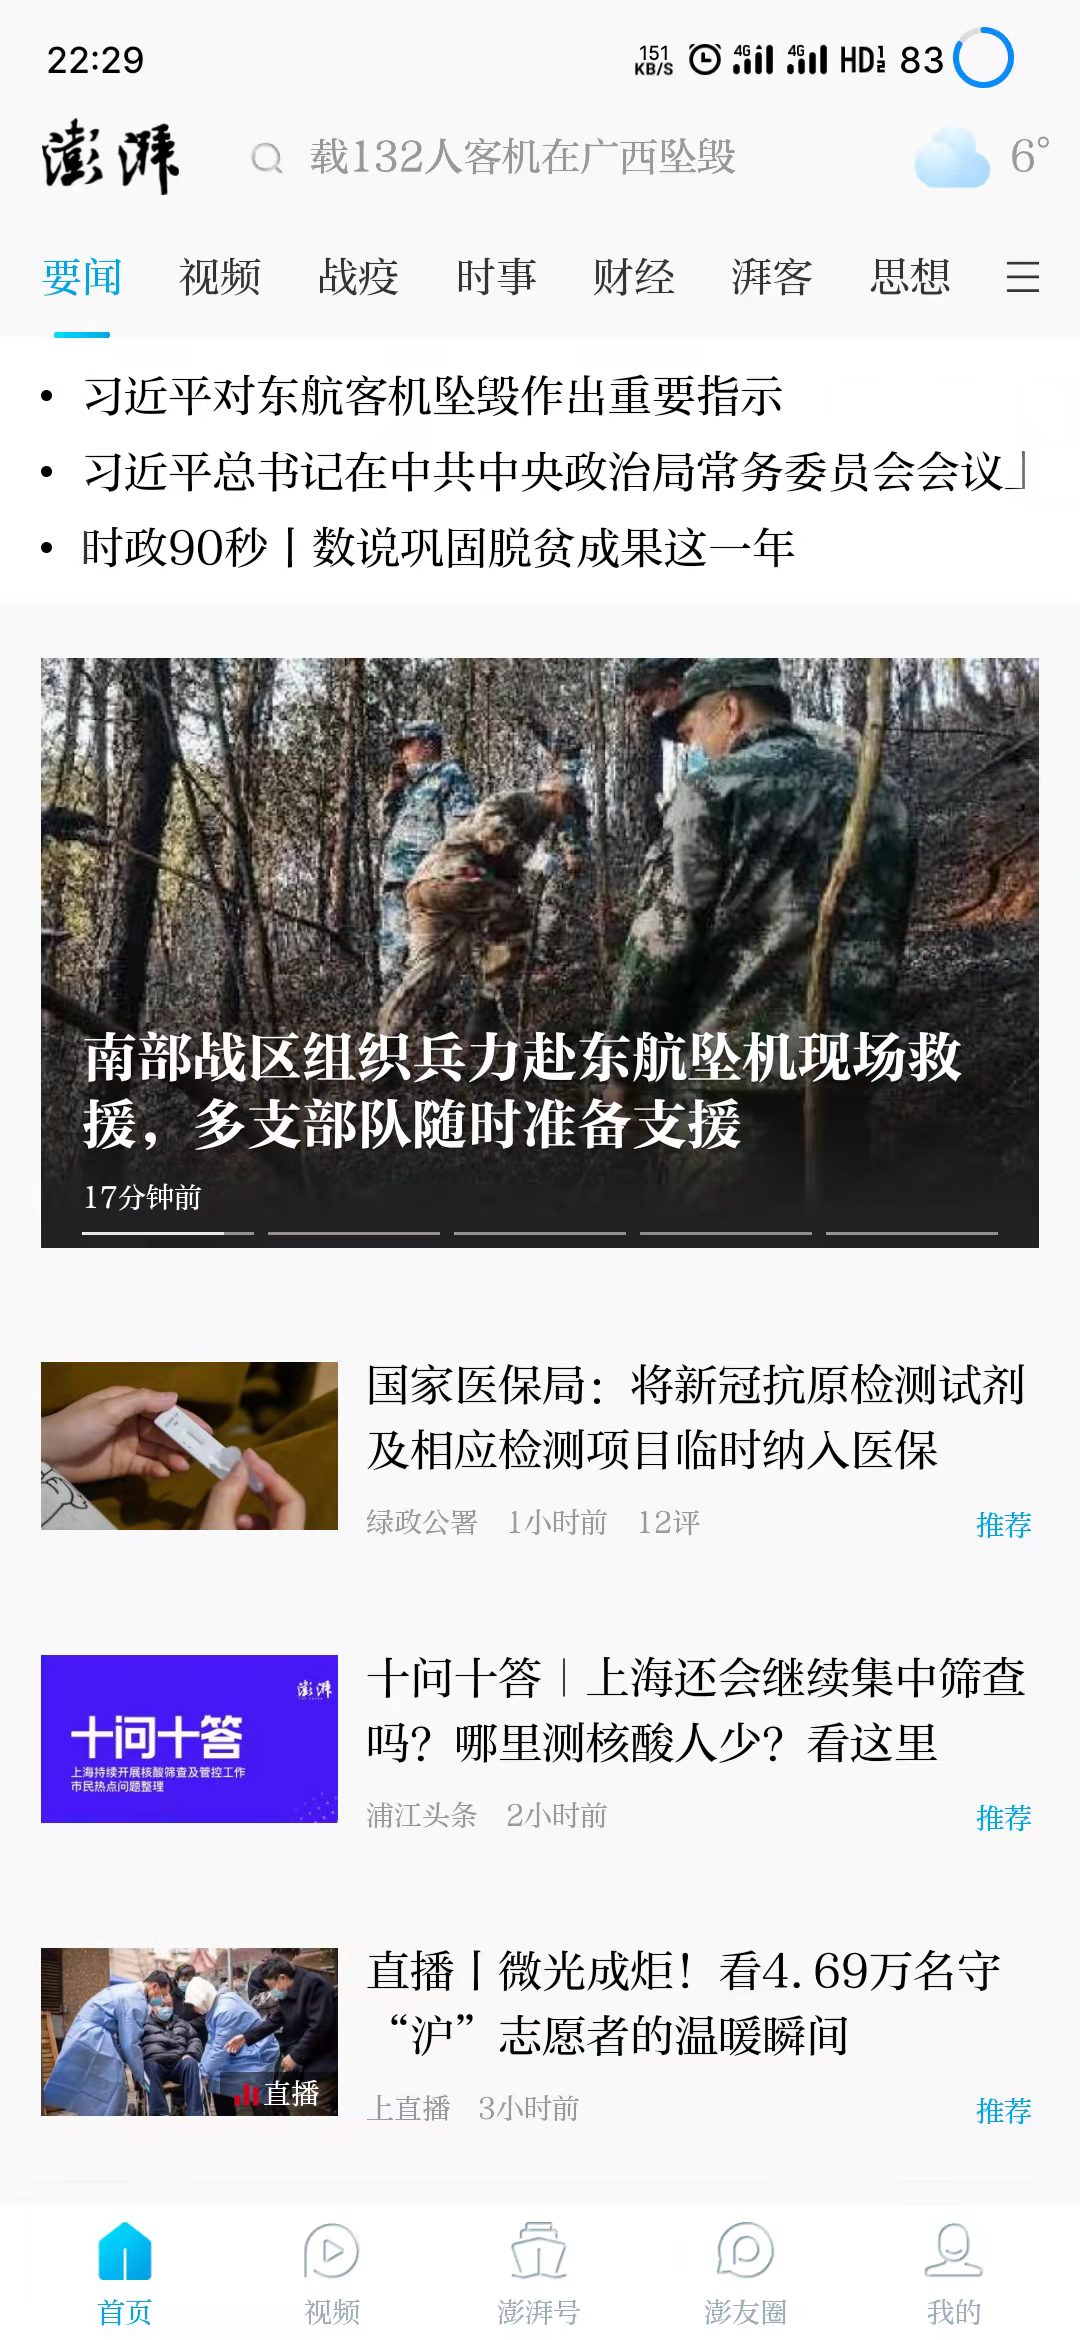 22:29
151 KB/S 4G 4G HD 1 2 83
澎湃
载132人客机在广西坠毁
6°
要闻 视频 战疫 时事 财经 湃客 思想
• 习近平对东航客机坠毁作出重要指示
• 习近平总书记在中共中央政治局常务委员会会议上
• 时政90秒丨数说巩固脱贫成果这一年
南部战区组织兵力赴东航坠机现场救
援，多支部队随时准备支援
17分钟前
国家医保局：将新冠抗原检测试剂
及相应检测项目临时纳入医保
绿政公署 1小时前 12评 推荐
澎湃
十问十答
上海持续开展核酸筛查及管控工作
市民热点问题整理
十问十答｜上海还会继续集中筛查
吗？哪里测核酸人少？看这里
浦江头条 2小时前 推荐
直播
直播丨微光成炬！看4.69万名守
“沪”志愿者的温暖瞬间
上直播 3小时前 推荐
首页 视频 澎湃号 澎友圈 我的